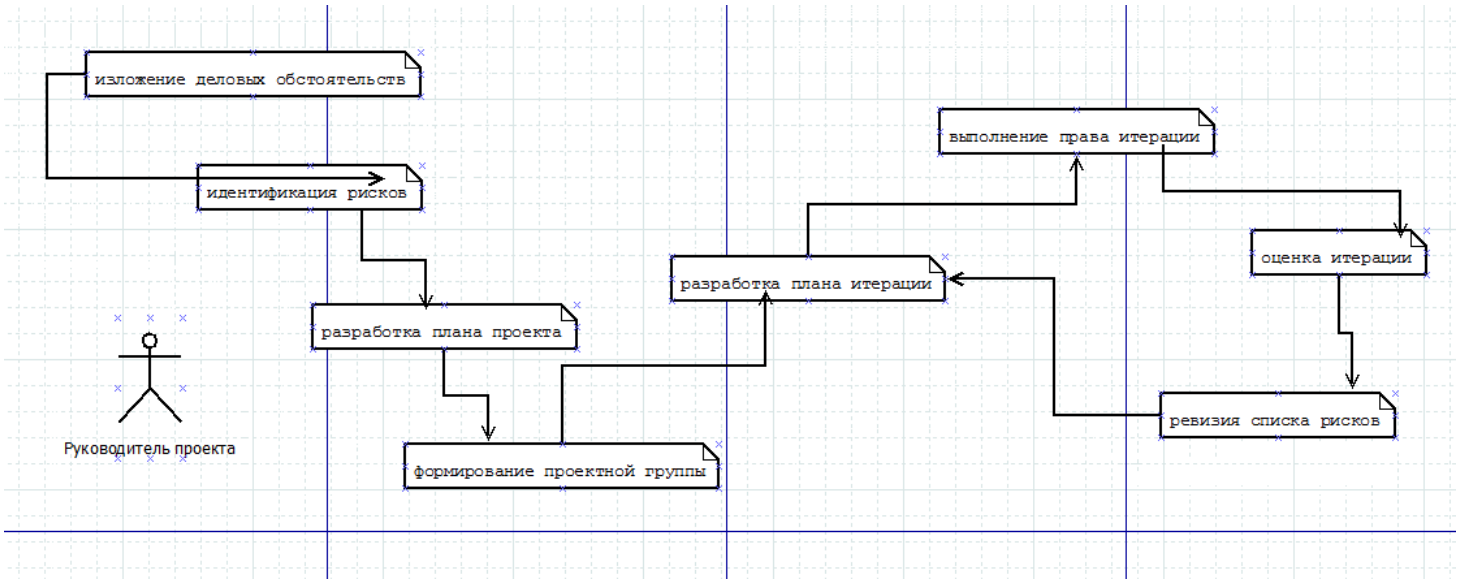 изложение деловых обстоятельств
идентификация рисков
разработка плана проекта
формирование проектной группы
разработка плана итерации
выполнение права итерации
оценка итерации
ревизия списка рисков
Руководитель проекта